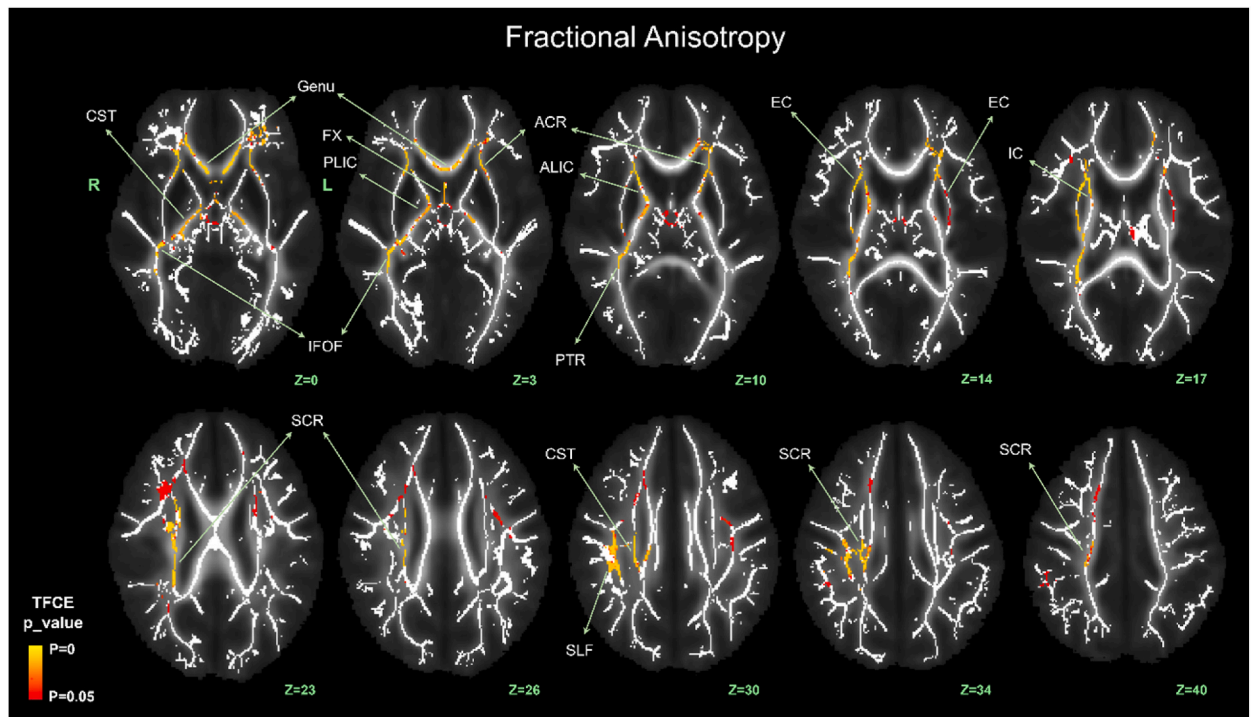 Fractional Anisotropy
Genu
CST
FX
PLIC
R
L
ACR
ALIC
EC
EC
IC
IFOF
PTR
Z=0
Z=3
Z=10
Z=14
Z=17
SCR
CST
SCR
SCR
SLF
TFCE
p_value
P=0
P=0.05
Z=23
Z=26
Z=30
Z=34
Z=40